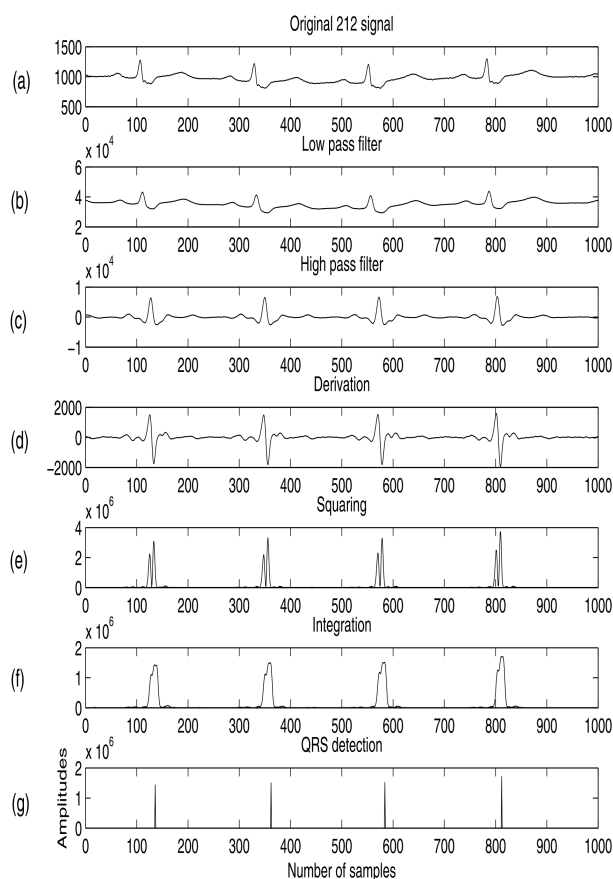 Original 212 signal
1500
(a)
1000
500
0 100 200 300 400 500 600 700 800 900 1000
Low pass filter
x 10^4
6
(b)
4
2
0 100 200 300 400 500 600 700 800 900 1000
High pass filter
x 10^4
1
(c)
0
−1
0 100 200 300 400 500 600 700 800 900 1000
Derivation
2000
(d)
0
−2000
0 100 200 300 400 500 600 700 800 900 1000
Squaring
x 10^6
4
(e)
2
0
0 100 200 300 400 500 600 700 800 900 1000
Integration
x 10^6
2
(f)
1
0
0 100 200 300 400 500 600 700 800 900 1000
QRS detection
x 10^6
2
(g)
Amplitudes
1
0
0 100 200 300 400 500 600 700 800 900 1000
Number of samples